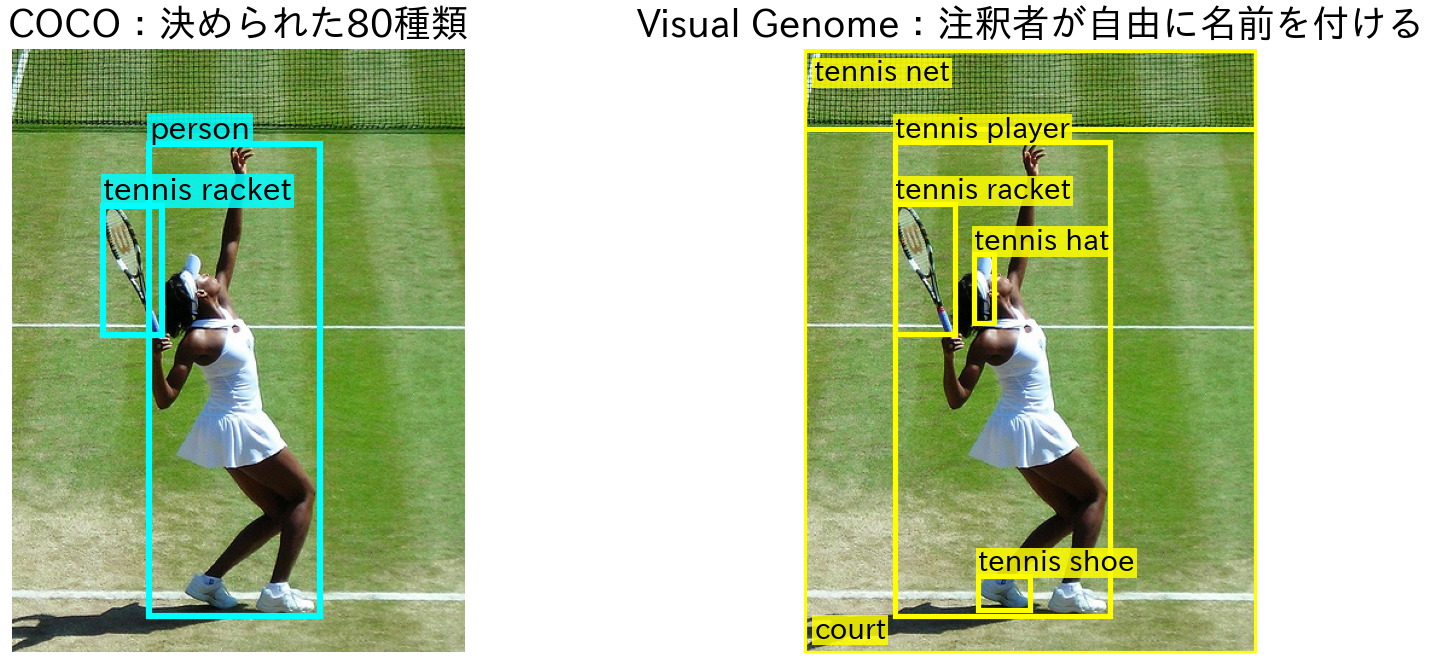 COCO：決められた80種類
Visual Genome：注釈者が自由に名前を付ける
person
tennis racket
tennis net
tennis player
tennis racket
tennis hat
tennis shoe
court